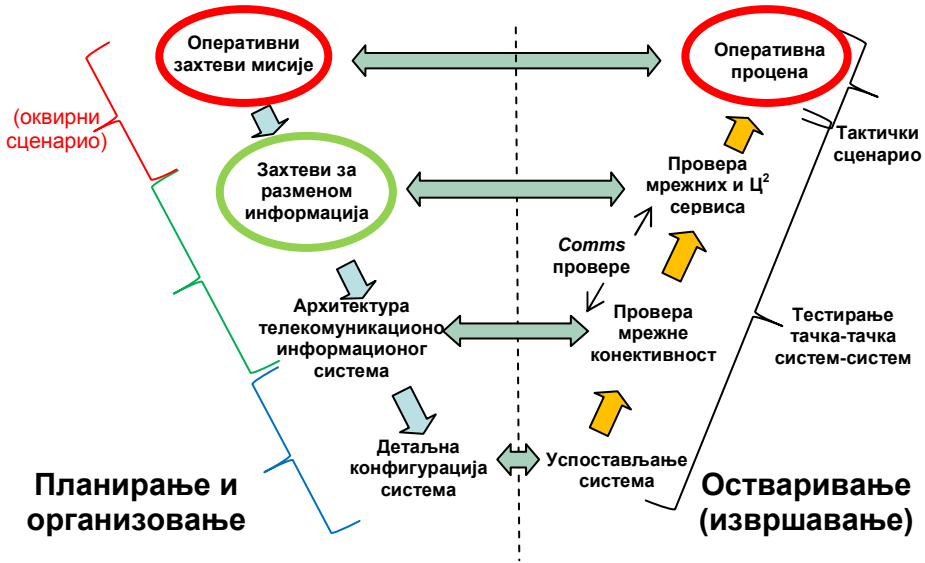 Оперативни
захтеви мисије
Оперативна
процена
(оквирни
сценарио)
Тактички
сценарио
Захтеви за
разменом
информација
Провера
мрежних и Ц²
сервиса
Comms
провере
Архитектура
телекомуникационо
информационог
система
Провера
мрежне
конективност
Тестирање
тачка-тачка
систем-систем
Детаљна
конфигурација
система
Успостављање
система
Планирање и
организовање
Остваривање
(извршавање)